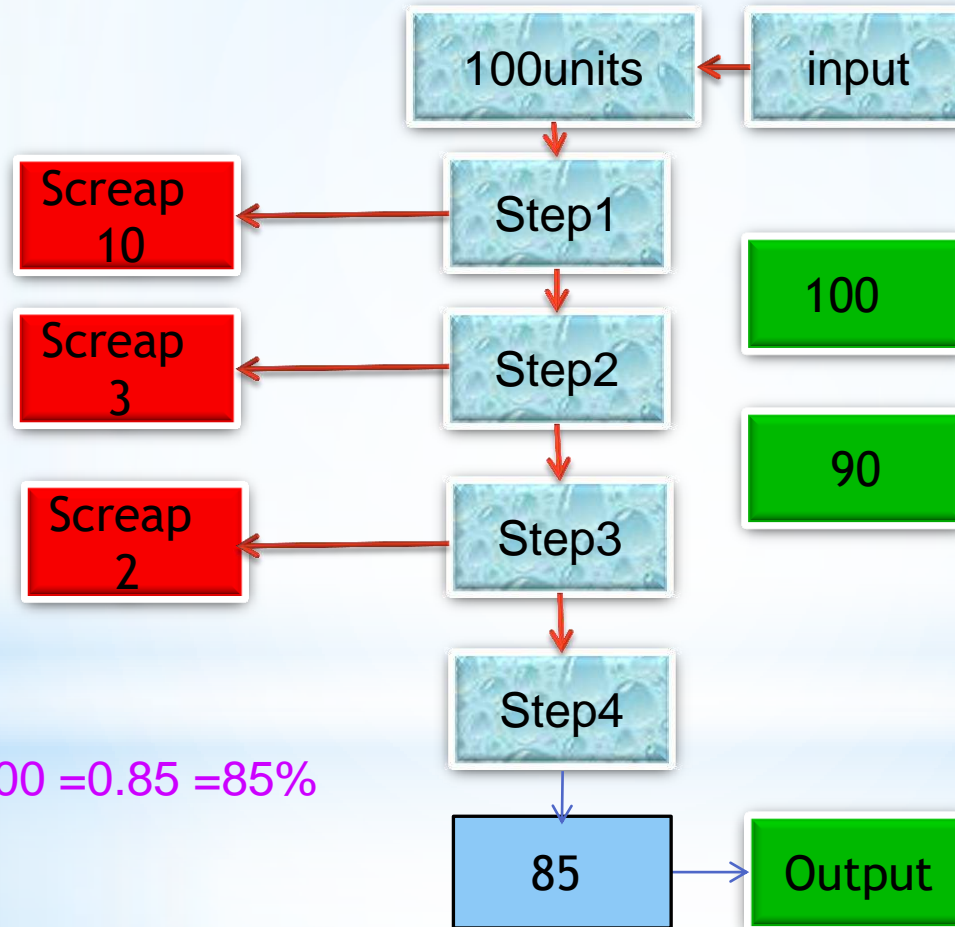 100units
input
Screap
10
Step1
100
Screap
3
Step2
90
Screap
2
Step3
Step4
00 =0.85 =85%
85
Output